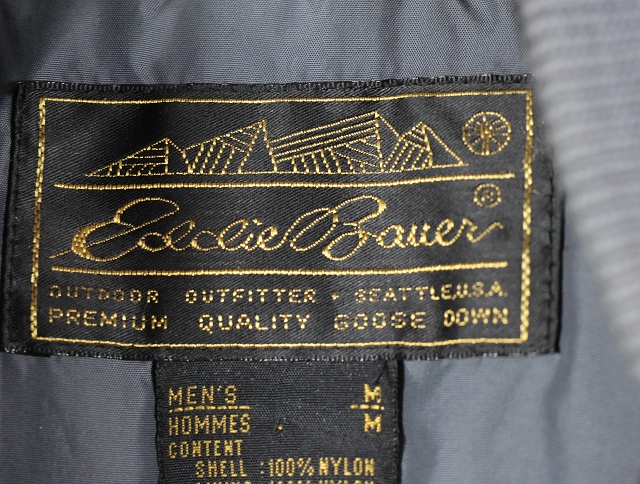 Eddie Bauer®
OUTDOOR OUTFITTER • SEATTLE, U.S.A.
PREMIUM QUALITY GOOSE DOWN
MEN'S M
HOMMES M
CONTENT
SHELL : 100% NYLON